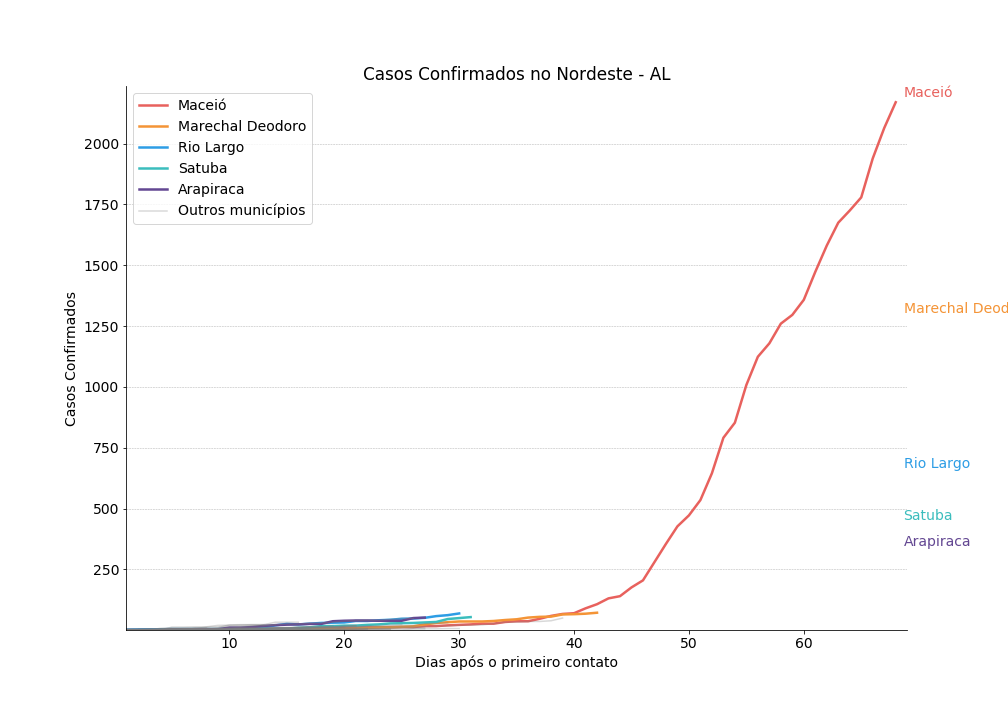 Casos Confirmados no Nordeste - AL
Maceió
Marechal Deodoro
Rio Largo
Satuba
Arapiraca
Outros municípios
Maceió
Marechal Deod
Rio Largo
Satuba
Arapiraca
Casos Confirmados
2000
1750
1500
1250
1000
750
500
250
10 20 30 40 50 60
Dias após o primeiro contato